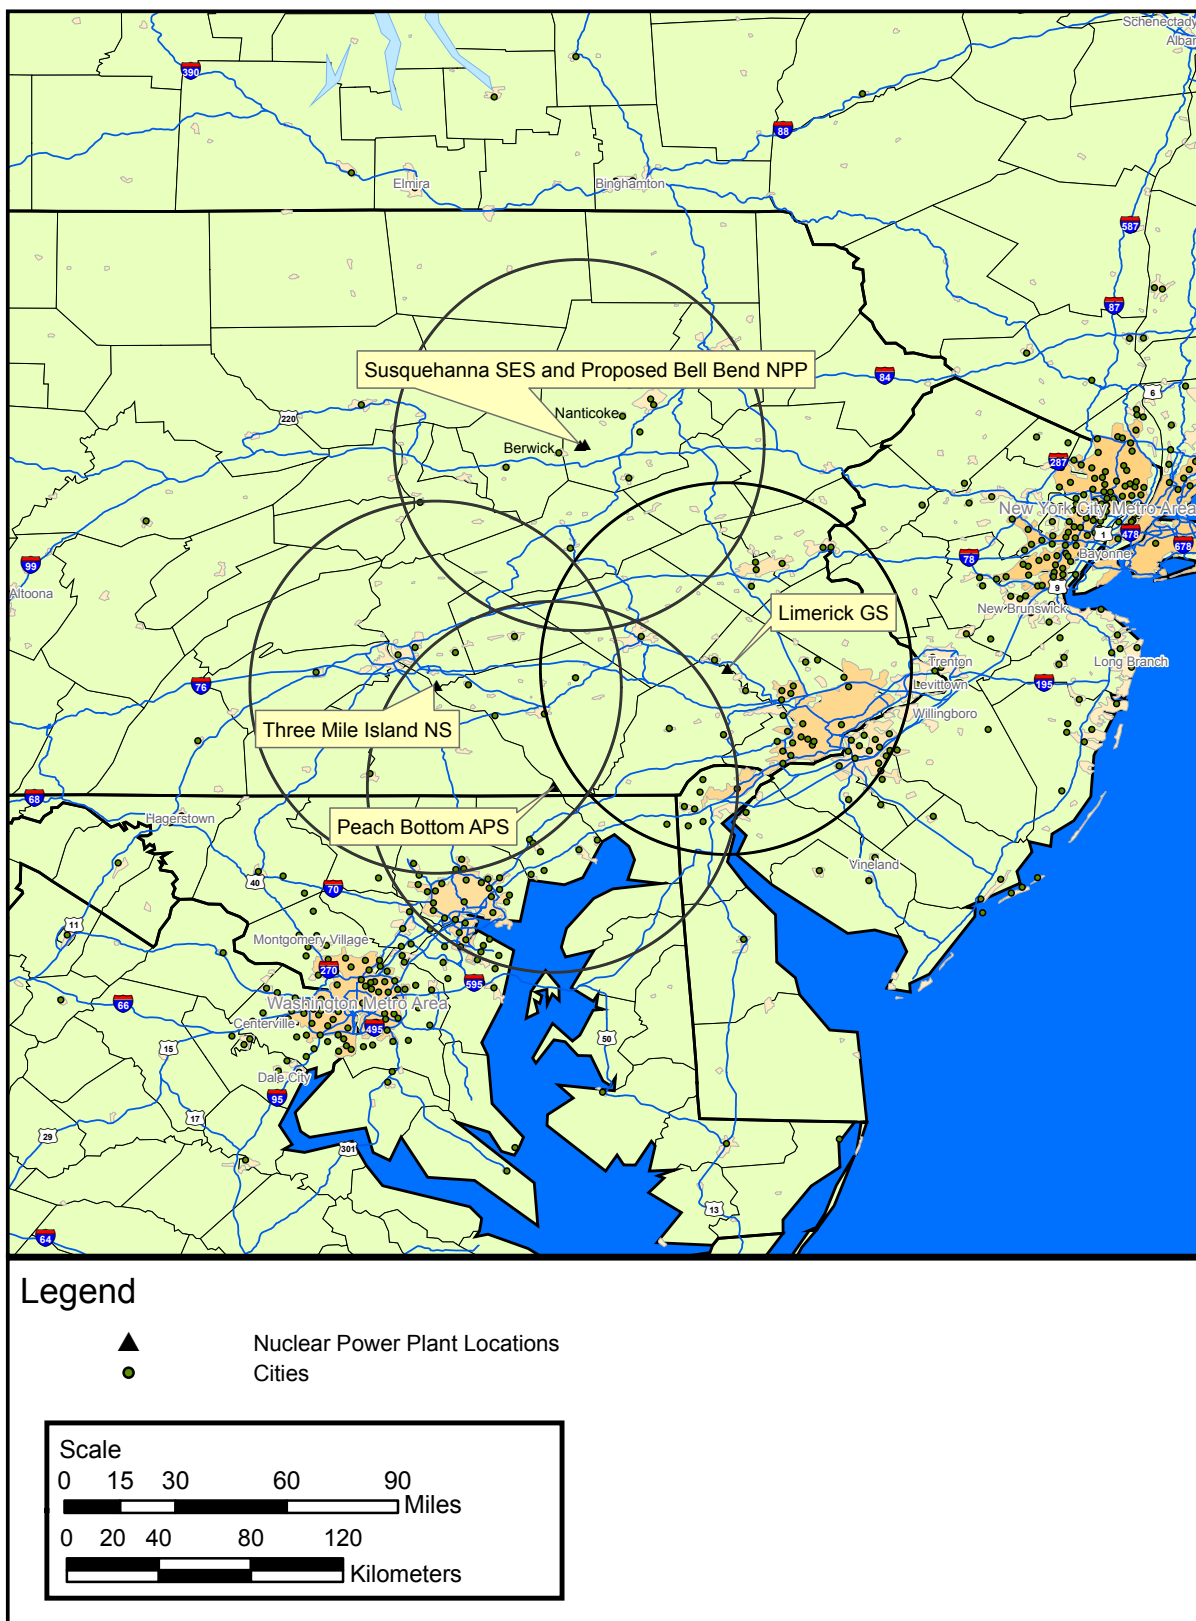 Schenectady
Alba
390
88
Elmira
Binghamton
587
87
Susquehanna SES and Proposed Bell Bend NPP
84
6
220
Nanticoke
Berwick
287
New York City Metro Area
1
478
678
99
78
Bayonne
Altoona
9
New Brunswick
Limerick GS
Trenton
Long Branch
76
Levittown
195
Willingboro
Three Mile Island NS
68
Hagerstown
Peach Bottom APS
Vineland
40
70
11
Montgomery Village
270
595
66
Washington Metro Area
Centerville
495
50
15
Dale City
95
17
29
301
13
64
Legend
Nuclear Power Plant Locations
Cities
Scale
0 15 30 60 90
Miles
0 20 40 80 120
Kilometers